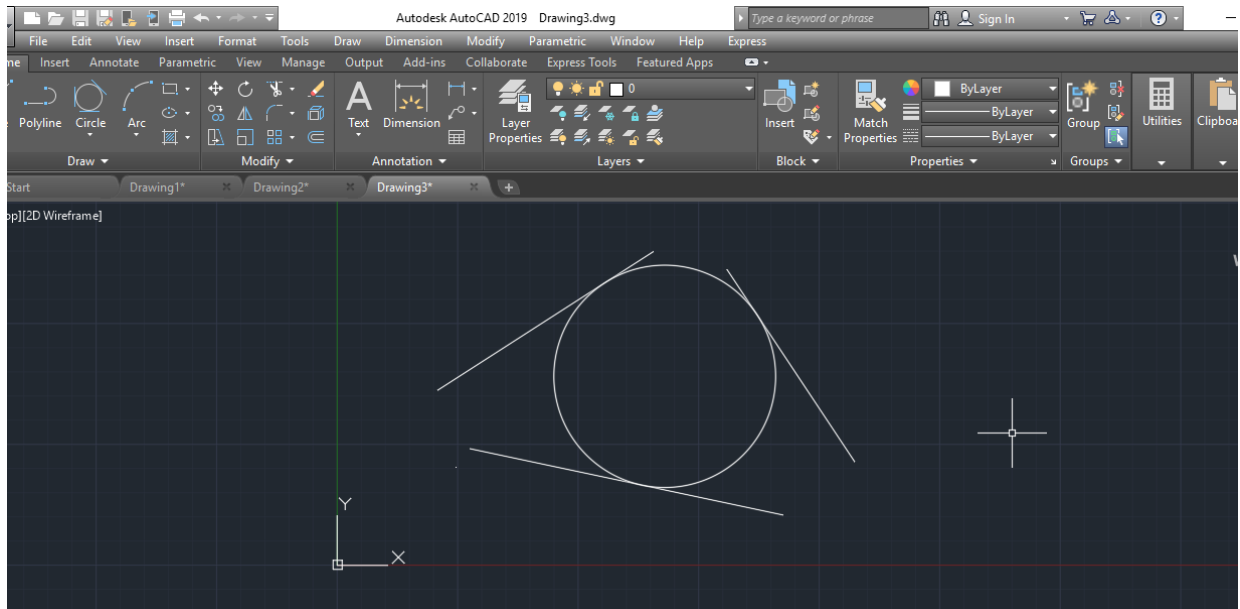 Autodesk AutoCAD 2019 Drawing3.dwg Type a keyword or phrase Sign In ?
File Edit View Insert Format Tools Draw Dimension Modify Parametric Window Help Express
me Insert Annotate Parametric View Manage Output Add-ins Collaborate Express Tools Featured Apps
0 ByLayer
Polyline Circle Arc A Text Dimension Layer Properties Insert Match Properties ByLayer Group Utilities Clipboa
ByLayer
Draw Modify Annotation Layers Block Properties Groups
Start Drawing1* Drawing2* Drawing3*
op][2D Wireframe]
Y
X